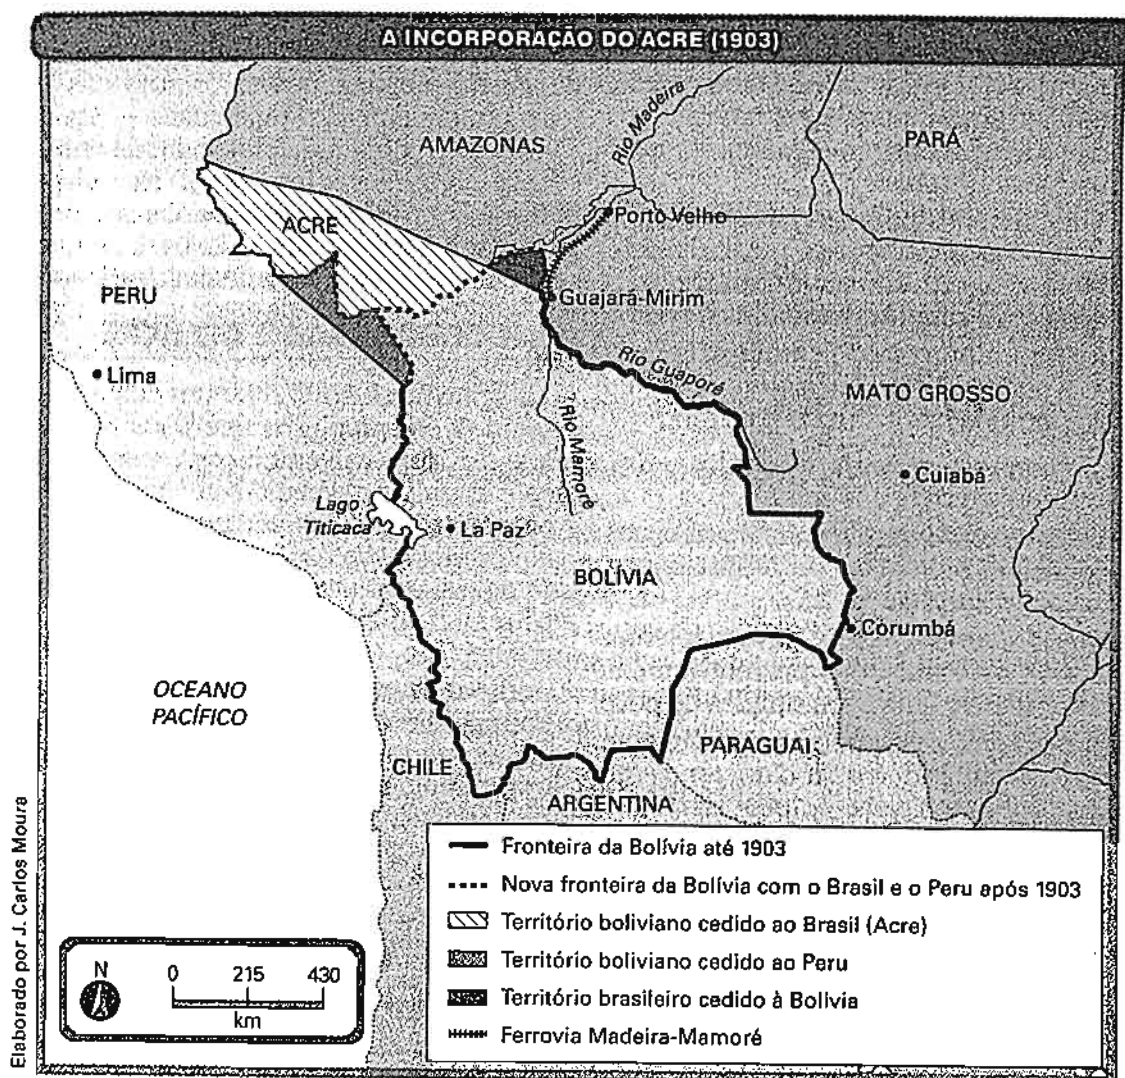 A INCORPORAÇÃO DO ACRE (1903)
AMAZONAS
Rio Madeira
PARÁ
ACRE
Porto Velho
PERU
Guajará-Mirim
Lima
Rio Guaporé
MATO GROSSO
Rio Mamoré
Cuiabá
Lago
Titicaca
La Paz
BOLÍVIA
Corumbá
OCEANO
PACÍFICO
CHILE
PARAGUAI
ARGENTINA
Fronteira da Bolívia até 1903
Nova fronteira da Bolívia com o Brasil e o Peru após 1903
Território boliviano cedido ao Brasil (Acre)
Território boliviano cedido ao Peru
Território brasileiro cedido à Bolívia
Ferrovia Madeira-Mamoré
N
0 215 430
km
Elaborado por J. Carlos Moura